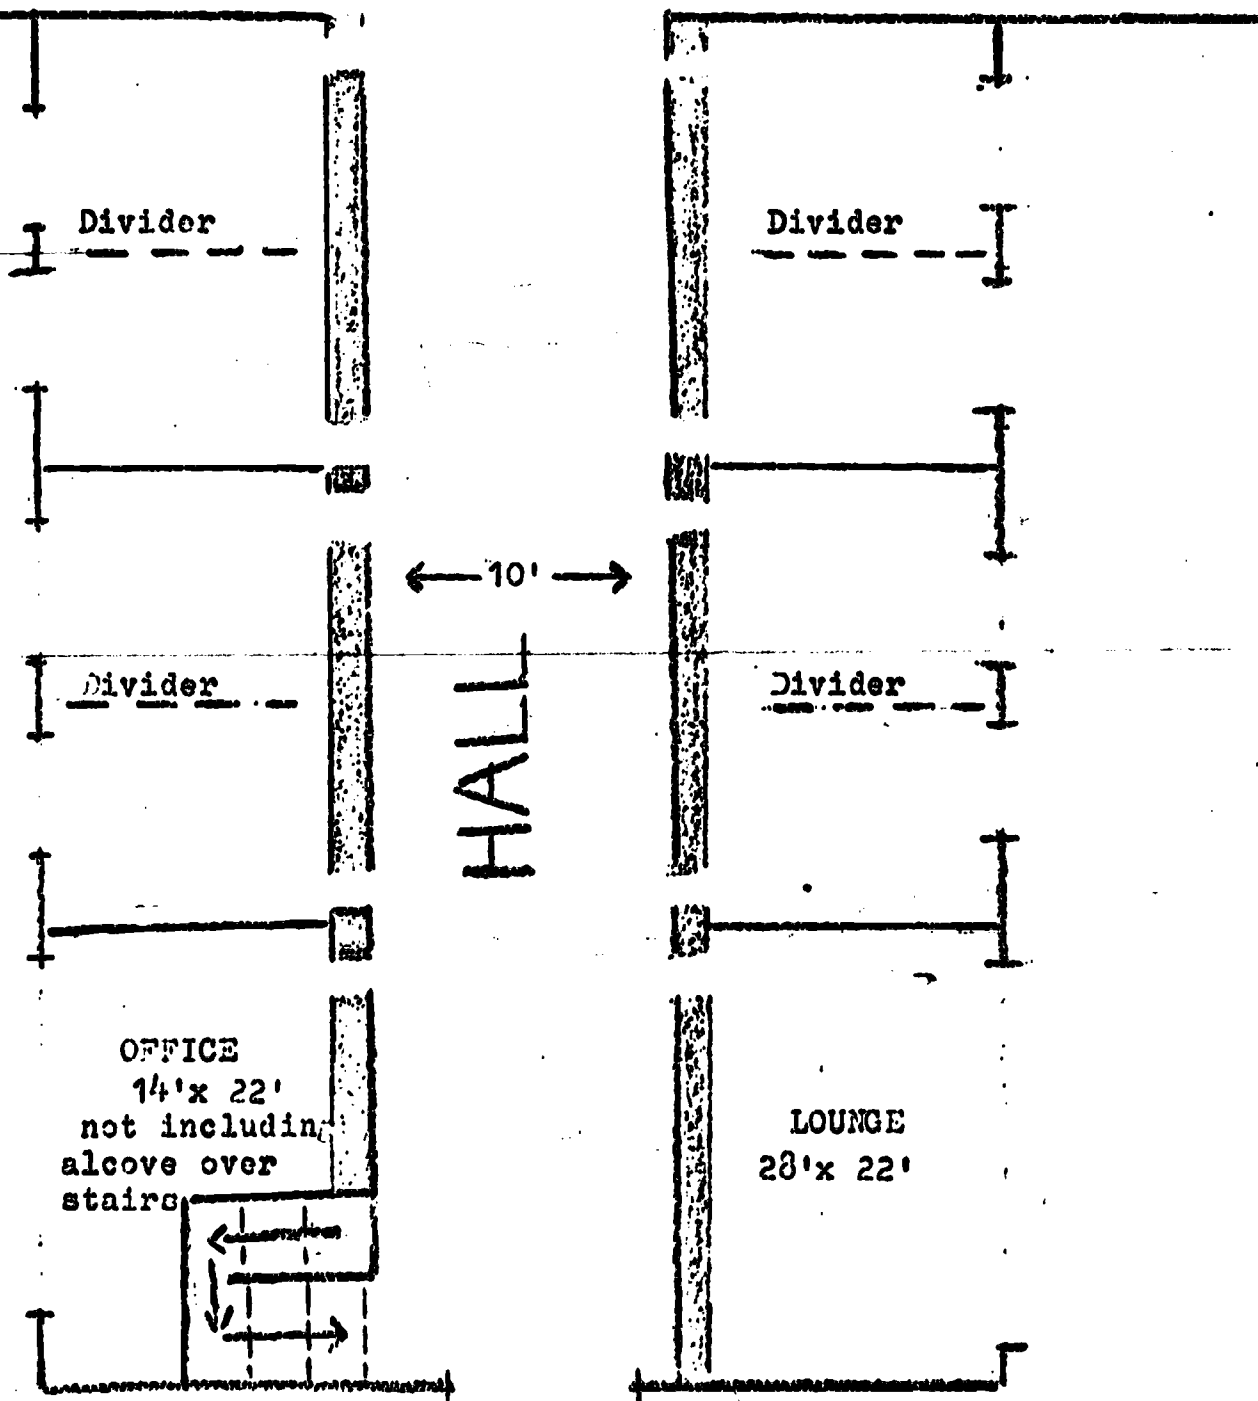 Divider
Divider
10'
HALL
Divider
Divider
OFFICE
14'x 22'
not including
alcove over
stairs
LOUNGE
28'x 22'